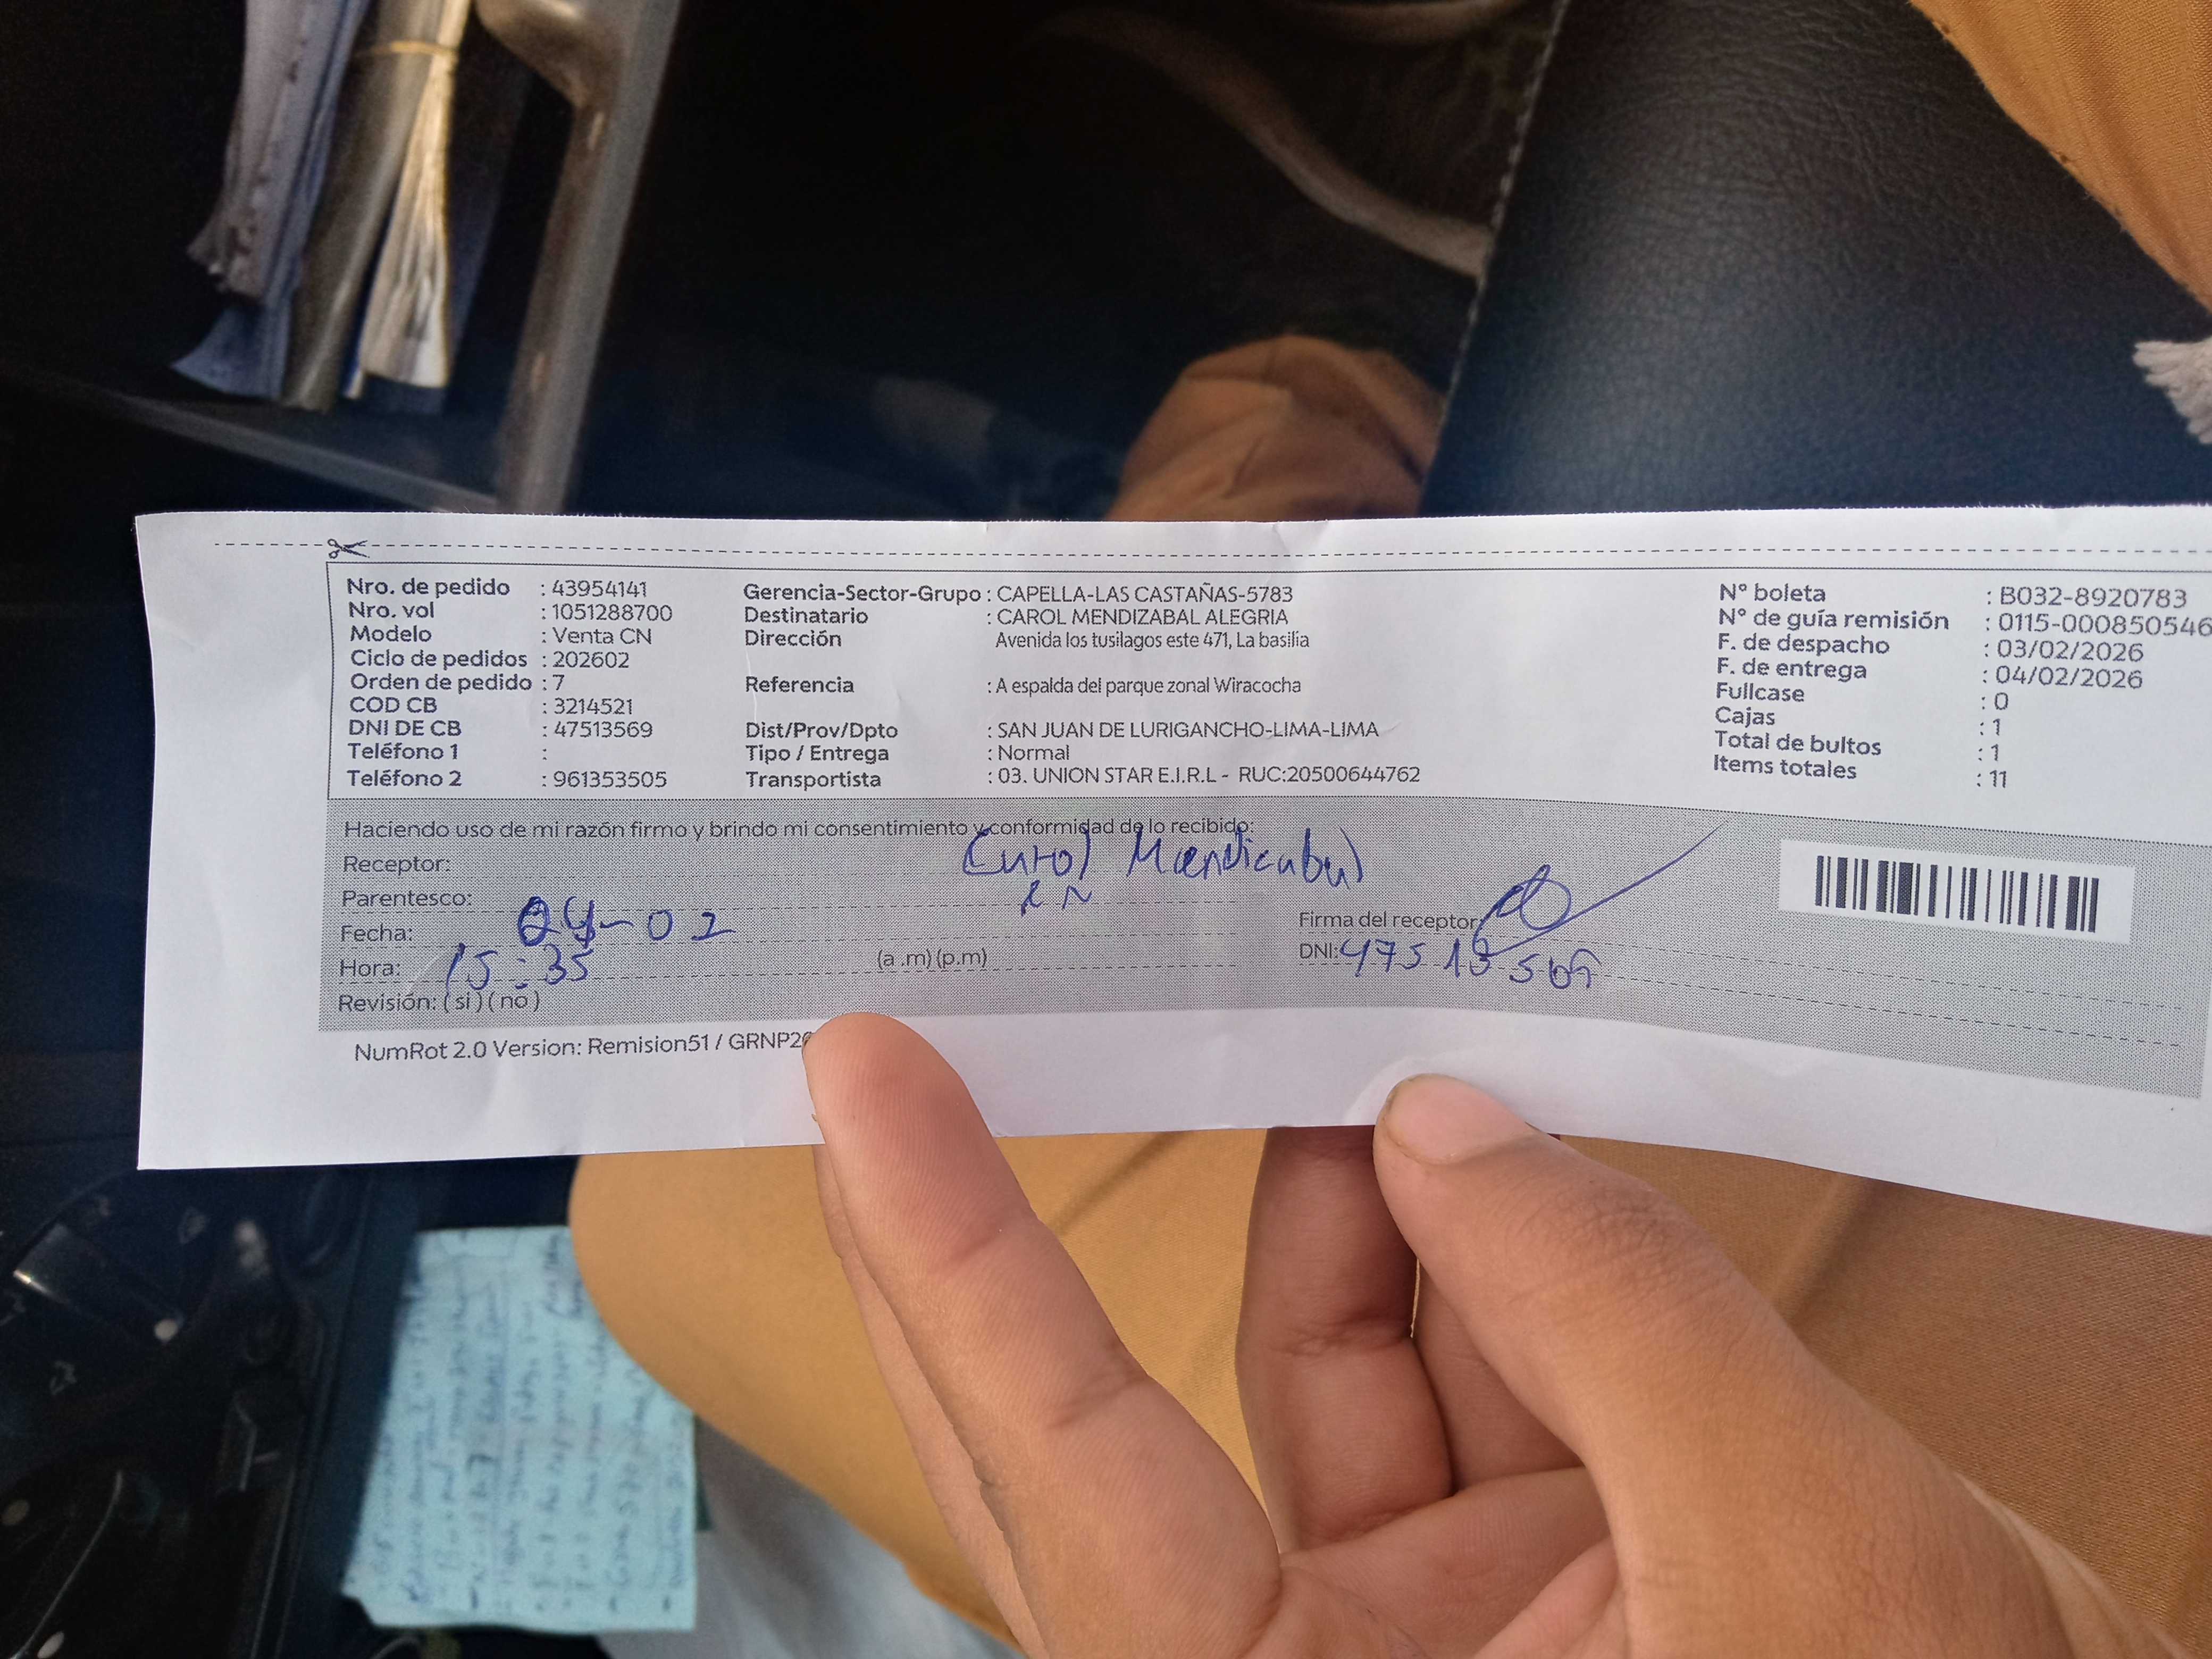 Nro. de pedido : 43954141
Nro. vol : 1051288700
Modelo : Venta CN
Ciclo de pedidos : 202602
Orden de pedido : 7
COD CB : 3214521
DNI DE CB : 47513569
Teléfono 1 :
Teléfono 2 : 961353505
Gerencia-Sector-Grupo : CAPELLA-LAS CASTAÑAS-5783
Destinatario : CAROL MENDIZABAL ALEGRIA
Dirección Avenida los tusilagos este 471, La basilia
Referencia : A espalda del parque zonal Wiracocha
Dist/Prov/Dpto : SAN JUAN DE LURIGANCHO-LIMA-LIMA
Tipo / Entrega : Normal
Transportista : 03. UNION STAR E.I.R.L - RUC:20500644762
N° boleta : B032-8920783
N° de guía remisión : 0115-000850546
F. de despacho : 03/02/2026
F. de entrega : 04/02/2026
Fullcase : 0
Cajas : 1
Total de bultos : 1
Items totales : 11
Haciendo uso de mi razón firmo y brindo mi consentimiento y conformidad de lo recibido:
Receptor: Carol Mendicabal
Parentesco:
Fecha: 04-02
Hora: 15:35 (a .m) (p.m)
Revisión: ( si ) ( no )
Firma del receptor:
DNI: 47513569
NumRot 2.0 Version: Remision51 / GRNP20